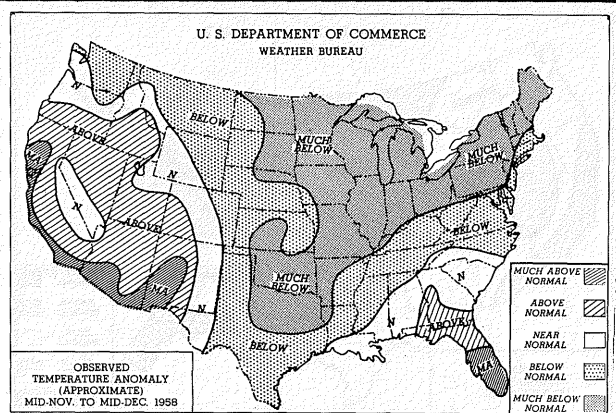 U. S. DEPARTMENT OF COMMERCE
WEATHER BUREAU
N
BELOW
ABOVE
MUCH
BELOW
MUCH
BELOW
MA
N
N
ABOVE
BELOW
MUCH
BELOW
N
MA
N
N
ABOVE
BELOW
MA
MUCH ABOVE
NORMAL
ABOVE
NORMAL
NEAR
NORMAL
BELOW
NORMAL
MUCH BELOW
NORMAL
OBSERVED
TEMPERATURE ANOMALY
(APPROXIMATE)
MID-NOV. TO MID-DEC. 1958